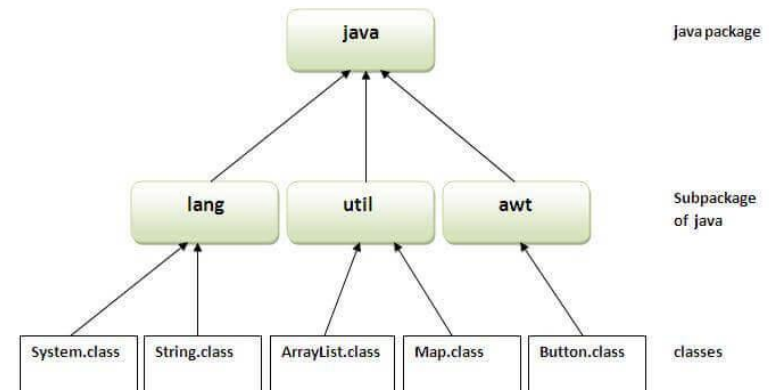 java
java package
lang
util
awt
Subpackage
of java
System.class
String.class
ArrayList.class
Map.class
Button.class
classes